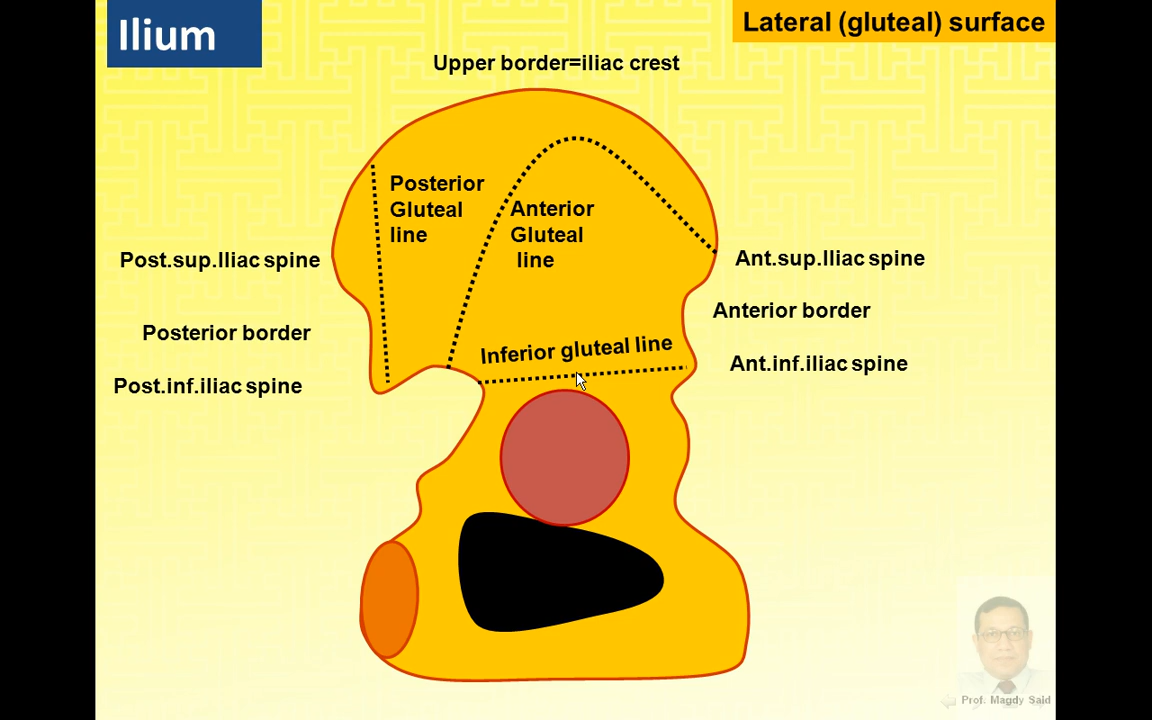 Ilium
Lateral (gluteal) surface
Upper border=iliac crest
Posterior
Gluteal
line
Anterior
Gluteal
line
Post.sup.Iliac spine
Ant.sup.Iliac spine
Anterior border
Posterior border
Inferior gluteal line
Ant.inf.iliac spine
Post.inf.iliac spine
Prof. Magdy Said